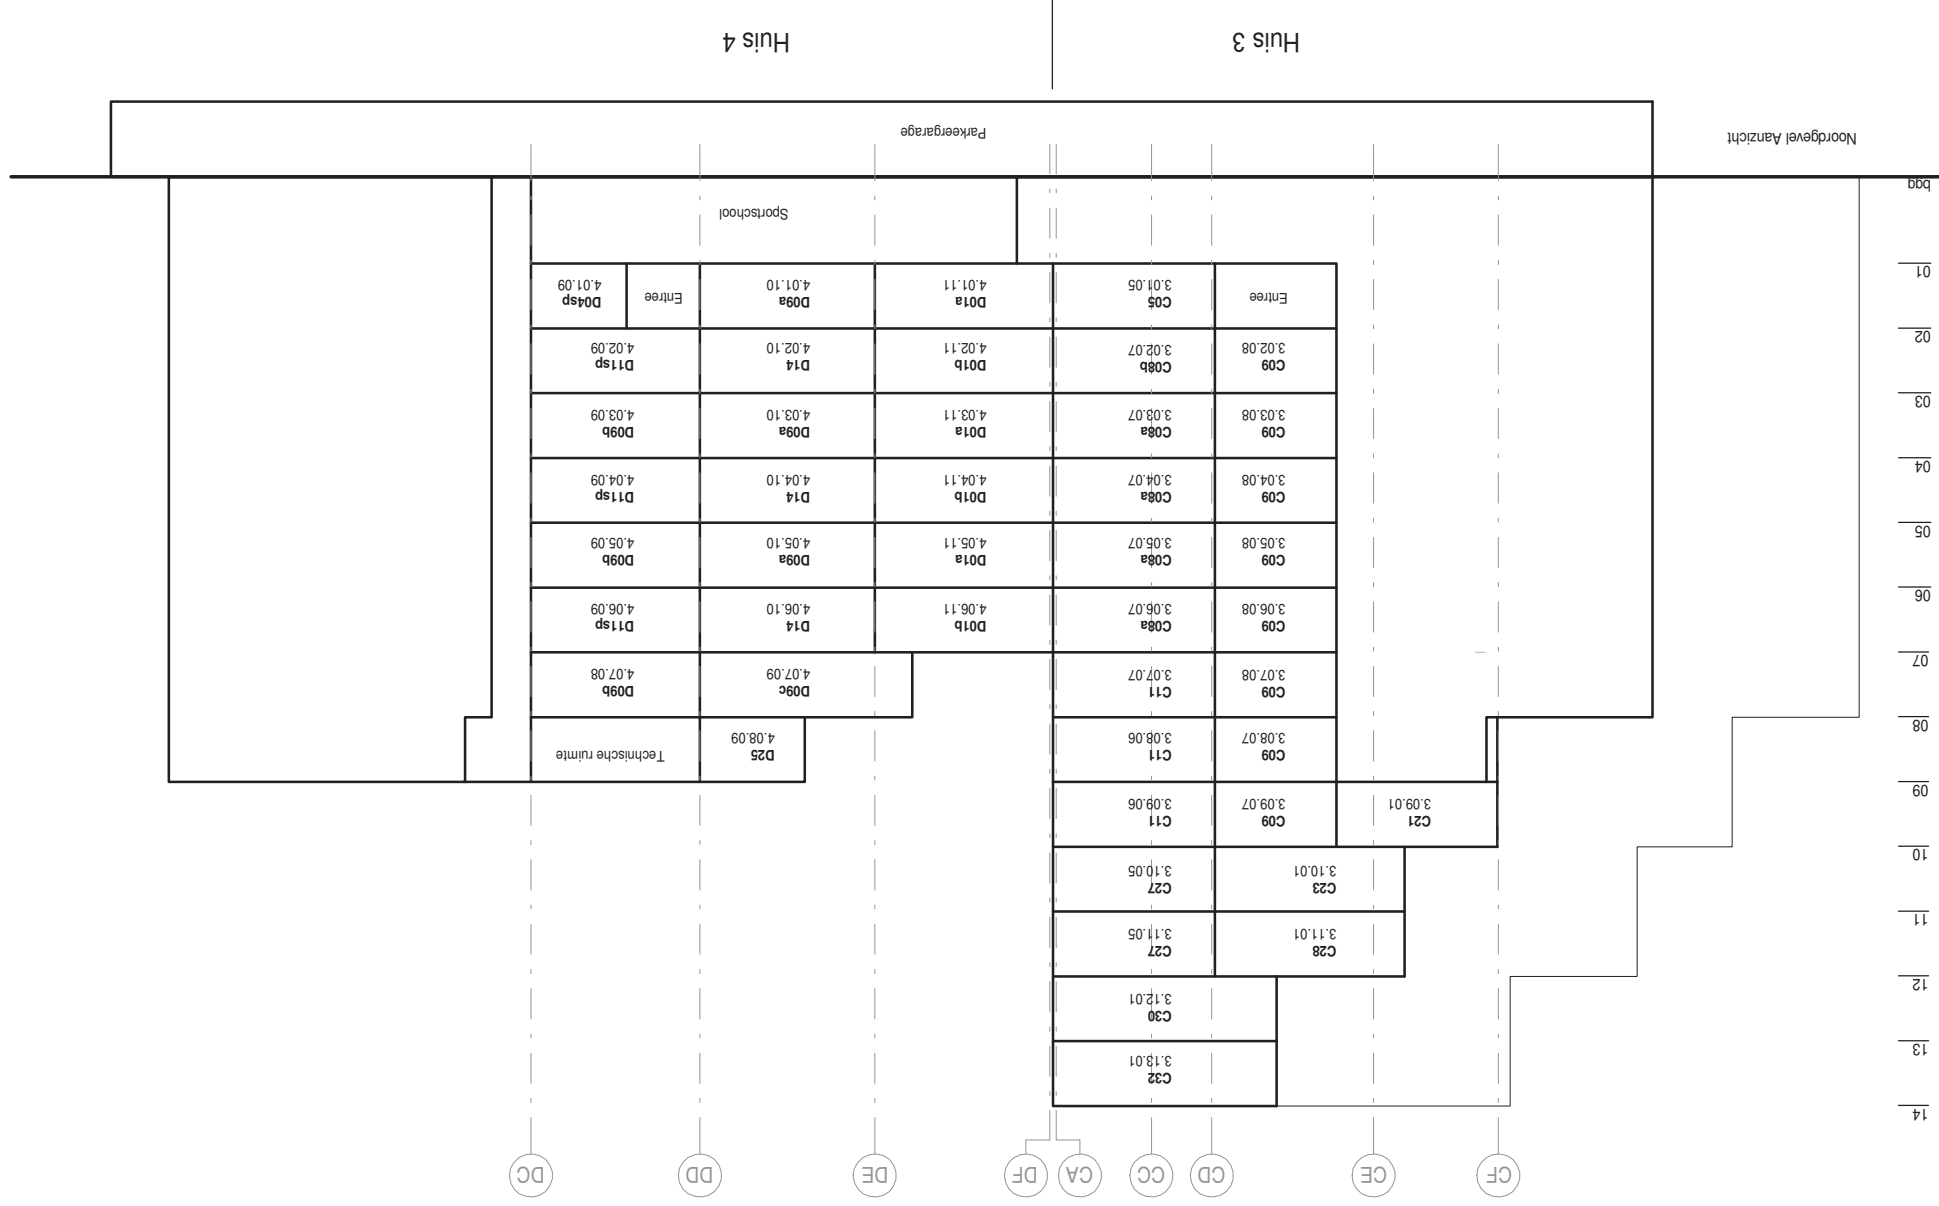 CF
CE
CD
CC
CA
DF
DE
DD
DC
14
C32
3.13.01
13
C30
3.12.01
12
C28
3.11.01
C27
3.11.05
11
C23
3.10.01
C27
3.10.05
10
C21
3.09.01
C09
3.09.07
C11
3.09.06
09
C09
3.08.07
C11
3.08.06
D25
4.08.09
Technische ruimte
08
C09
3.07.08
C11
3.07.07
D09c
4.07.09
D09b
4.07.08
07
C09
3.06.08
C08a
3.06.07
D01b
4.06.11
D14
4.06.10
D11sp
4.06.09
06
C09
3.05.08
C08a
3.05.07
D01a
4.05.11
D09a
4.05.10
D09b
4.05.09
05
C09
3.04.08
C08a
3.04.07
D01b
4.04.11
D14
4.04.10
D11sp
4.04.09
04
C09
3.03.08
C08a
3.03.07
D01a
4.03.11
D09a
4.03.10
D09b
4.03.09
03
C09
3.02.08
C08b
3.02.07
D01b
4.02.11
D14
4.02.10
D11sp
4.02.09
02
Entree
C05
3.01.05
D01a
4.01.11
D09a
4.01.10
Entree
D04sp
4.01.09
01
Sportschool
bgg
Noordgevel Aanzicht
Parkeergarage
Huis 3
Huis 4